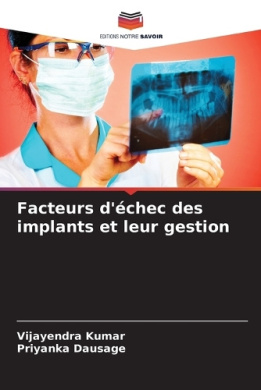 EDITIONS NOTRE SAVOIR
Facteurs d'échec des
implants et leur gestion
Vijayendra Kumar
Priyanka Dausage